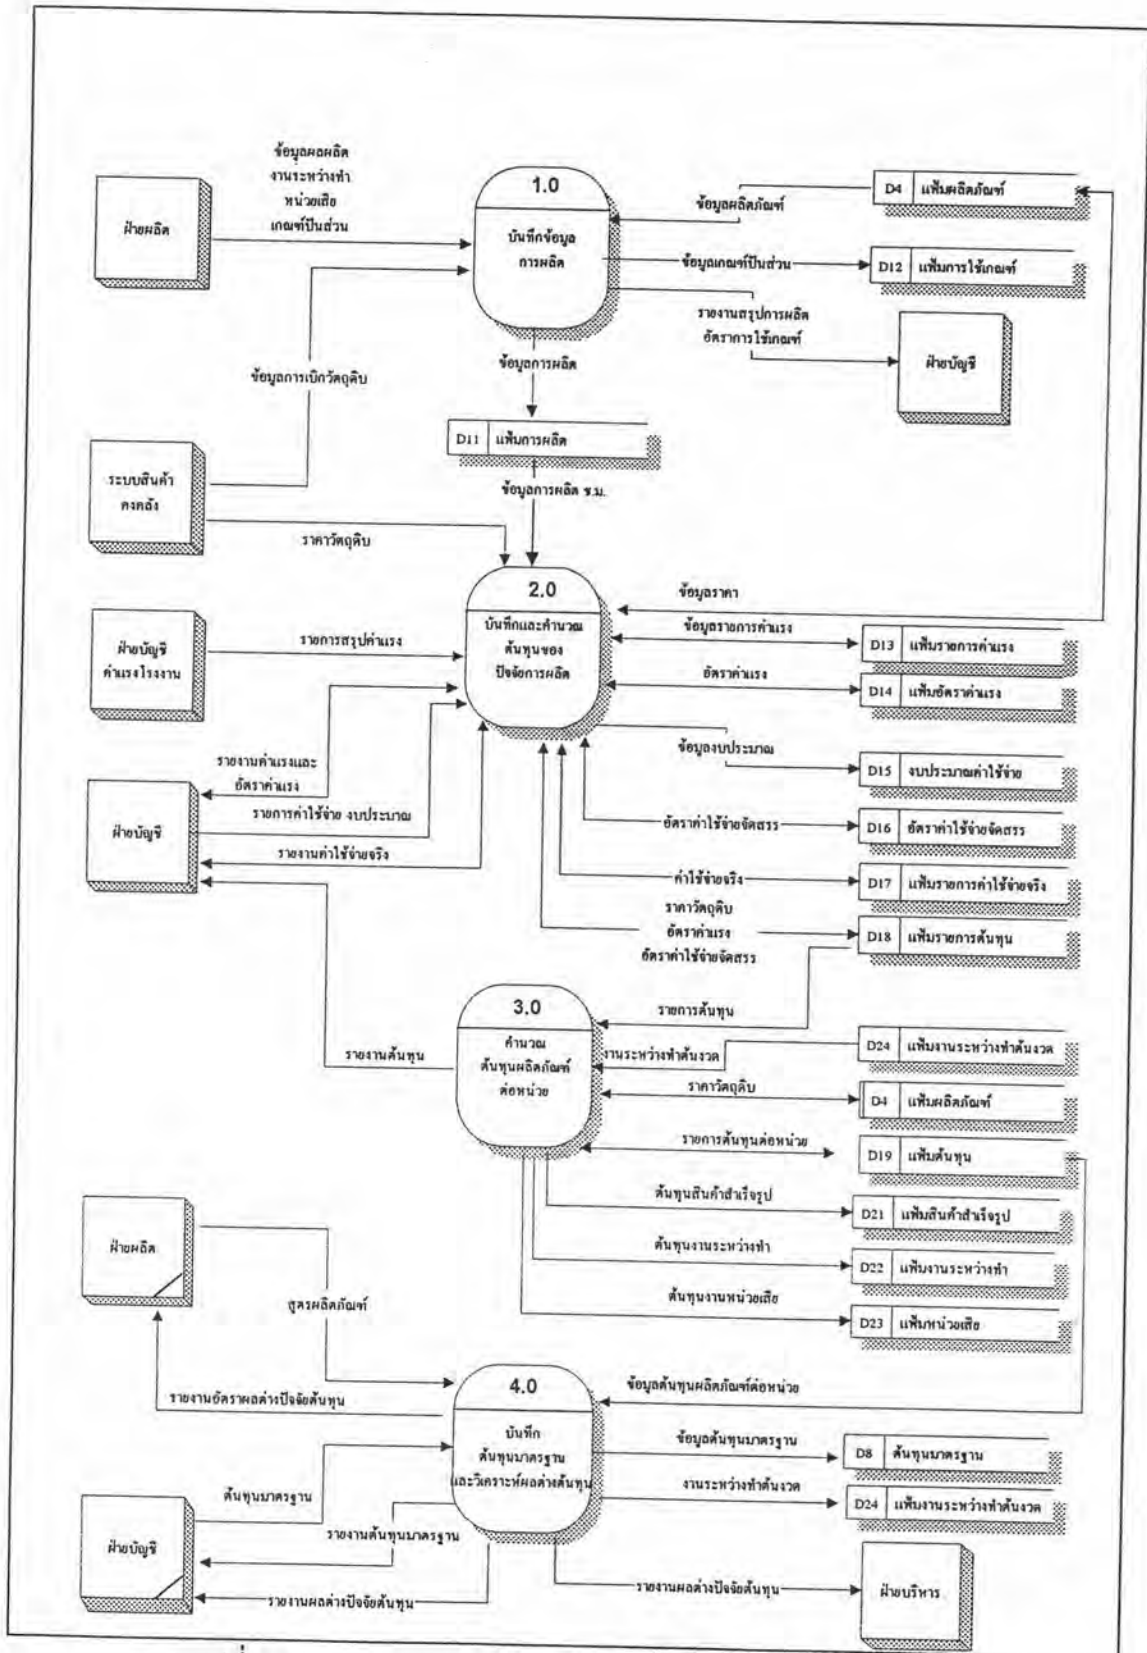 ข้อมูลผลผลิต
งานระหว่างทำ
หน่วยเสีย
เกณฑ์ปันส่วน
ฝ่ายผลิต
1.0
บันทึกข้อมูล
การผลิต
ข้อมูลผลิตภัณฑ์
D4 แฟ้มผลิตภัณฑ์
ข้อมูลเกณฑ์ปันส่วน
D12 แฟ้มการใช้เกณฑ์
รายงานสรุปการผลิต
อัตราการใช้เกณฑ์
ฝ่ายบัญชี
ข้อมูลการเบิกวัตถุดิบ
ข้อมูลการผลิต
D11 แฟ้มการผลิต
ระบบสินค้า
คงคลัง
ข้อมูลการผลิต ช.ม.
ราคาวัตถุดิบ
2.0
บันทึกและคำนวณ
ต้นทุนของ
ปัจจัยการผลิต
ข้อมูลราคา
ฝ่ายบัญชี
ค่าแรงโรงงาน
รายการสรุปค่าแรง
ข้อมูลรายการค่าแรง
D13 แฟ้มรายการค่าแรง
อัตราค่าแรง
D14 แฟ้มอัตราค่าแรง
ข้อมูลงบประมาณ
D15 งบประมาณค่าใช้จ่าย
รายงานค่าแรงและ
อัตราค่าแรง
ฝ่ายบัญชี
รายการค่าใช้จ่าย งบประมาณ
รายงานค่าใช้จ่ายจริง
อัตราค่าใช้จ่ายจัดสรร
D16 อัตราค่าใช้จ่ายจัดสรร
ค่าใช้จ่ายจริง
D17 แฟ้มรายการค่าใช้จ่ายจริง
ราคาวัตถุดิบ
อัตราค่าแรง
อัตราค่าใช้จ่ายจัดสรร
D18 แฟ้มรายการต้นทุน
3.0
คำนวณ
ต้นทุนผลิตภัณฑ์
ต่อหน่วย
รายการต้นทุน
รายงานต้นทุน
งานระหว่างทำต้นงวด
D24 แฟ้มงานระหว่างทำต้นงวด
ราคาวัตถุดิบ
D4 แฟ้มผลิตภัณฑ์
รายการต้นทุนต่อหน่วย
D19 แฟ้มต้นทุน
ต้นทุนสินค้าสำเร็จรูป
D21 แฟ้มสินค้าสำเร็จรูป
ต้นทุนงานระหว่างทำ
D22 แฟ้มงานระหว่างทำ
ต้นทุนงานหน่วยเสีย
D23 แฟ้มหน่วยเสีย
ฝ่ายผลิต
สูตรผลิตภัณฑ์
รายงานอัตราผลต่างปัจจัยต้นทุน
4.0
บันทึก
ต้นทุนมาตรฐาน
และวิเคราะห์ผลต่างต้นทุน
ข้อมูลต้นทุนผลิตภัณฑ์ต่อหน่วย
ข้อมูลต้นทุนมาตรฐาน
D8 ต้นทุนมาตรฐาน
งานระหว่างทำต้นงวด
D24 แฟ้มงานระหว่างทำต้นงวด
ต้นทุนมาตรฐาน
ฝ่ายบัญชี
รายงานต้นทุนมาตรฐาน
รายงานผลต่างปัจจัยต้นทุน
รายงานผลต่างปัจจัยต้นทุน
ฝ่ายบริหาร